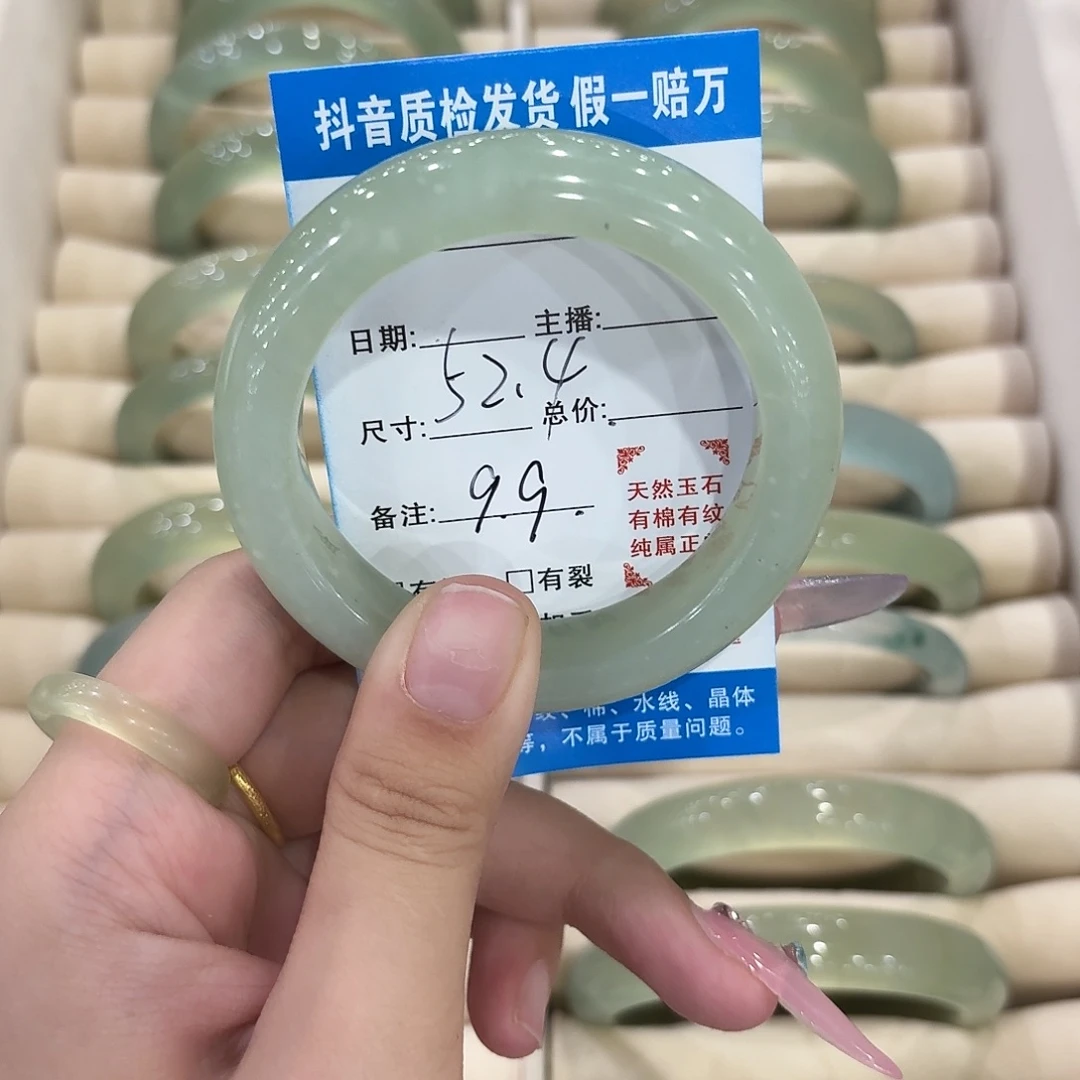 抖音质检发货 假一赔万
日期: 主播:
52.4
尺寸: 总价:
备注: 9.9.
天然玉石
有棉有纹
纯属正
有 □有裂
棉、水线、晶体
等，不属于质量问题。